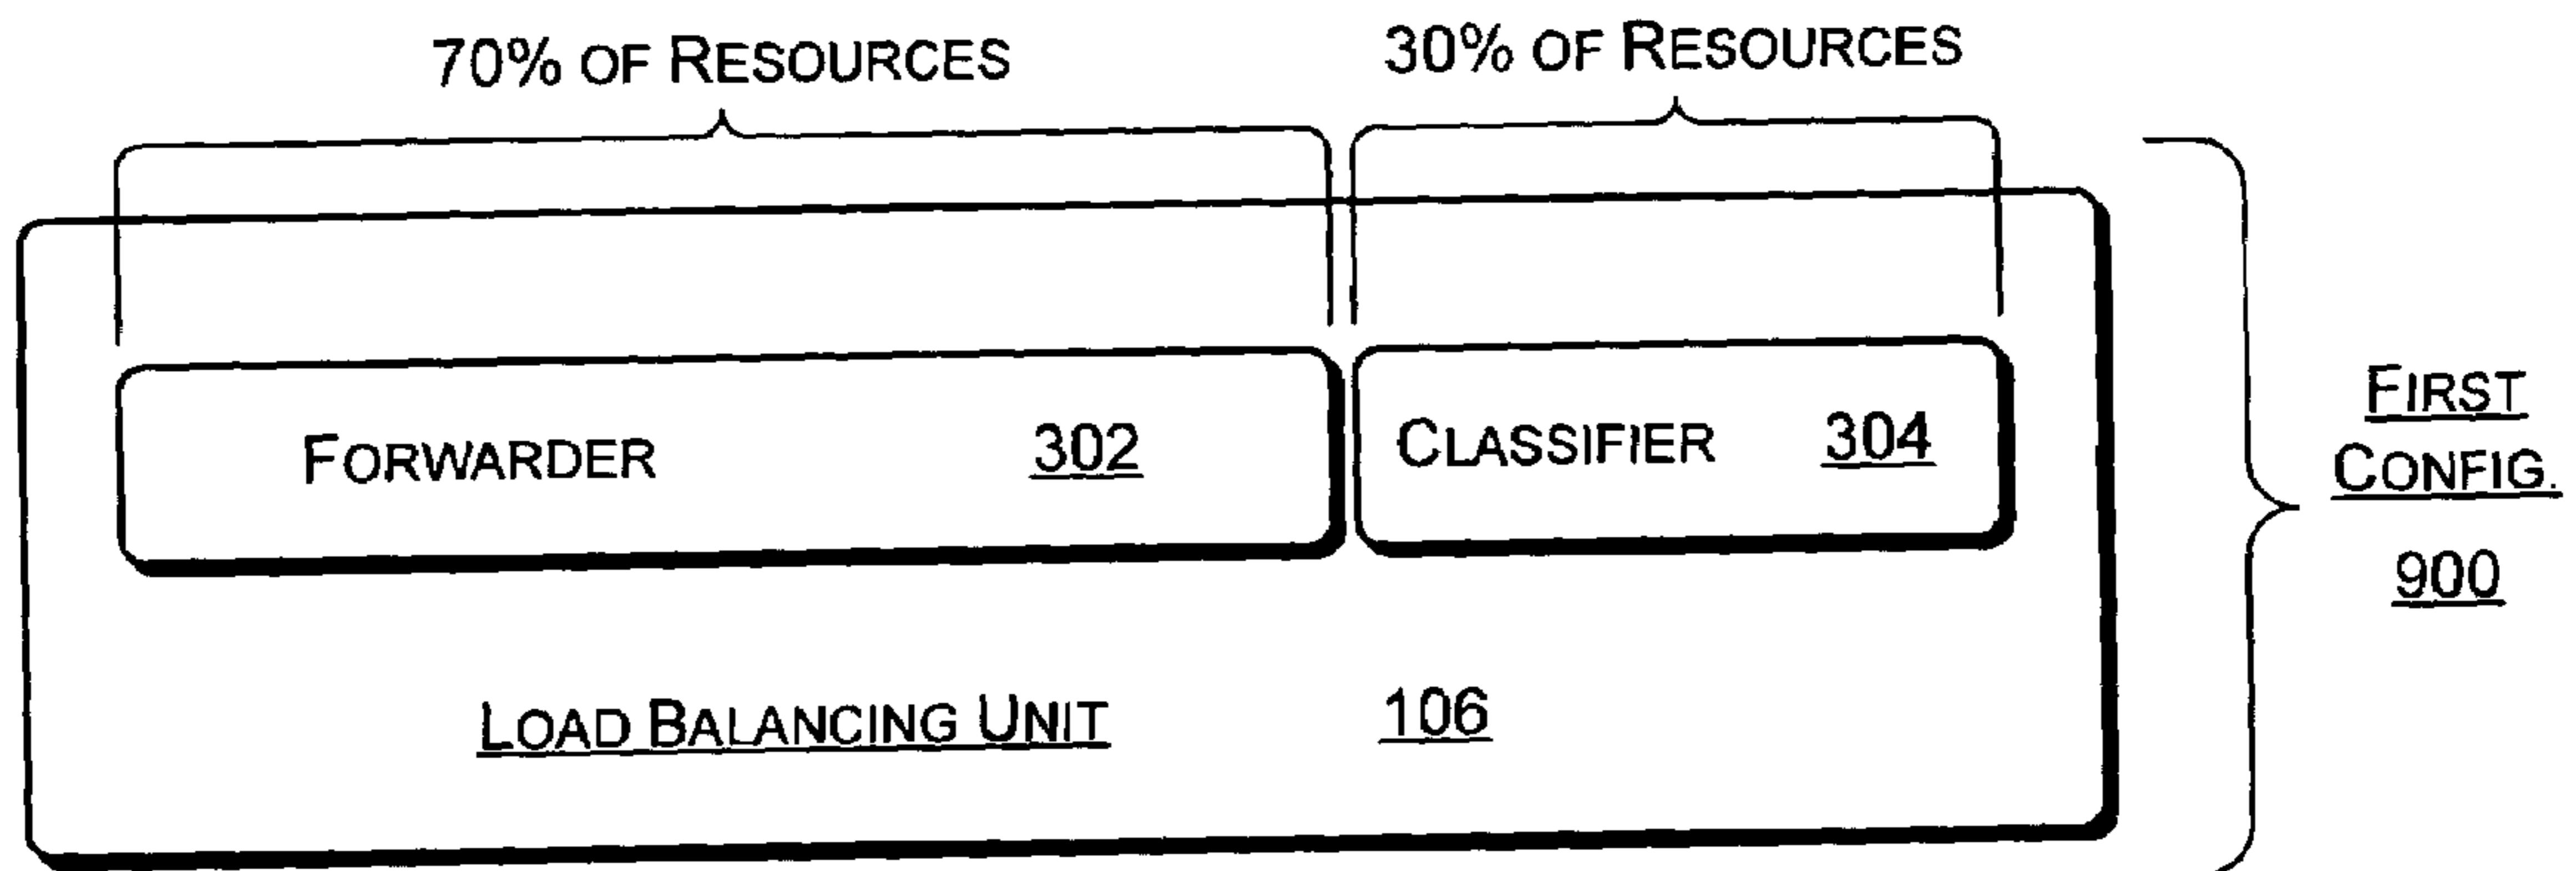 70% OF RESOURCES
30% OF RESOURCES
FORWARDER 302
CLASSIFIER 304
FIRST
CONFIG.
900
LOAD BALANCING UNIT 106